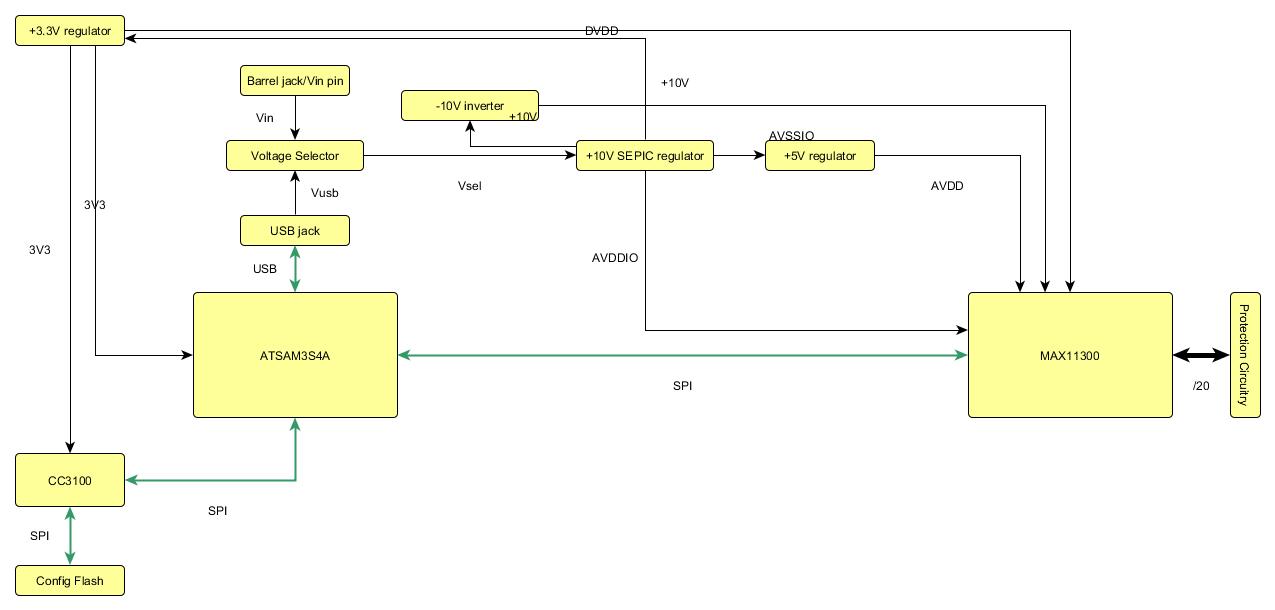 +3.3V regulator
DVDD
Barrel jack/Vin pin
+10V
-10V inverter
+10V
Vin
AVSSIO
Voltage Selector
+10V SEPIC regulator
+5V regulator
Vsel
AVDD
Vusb
3V3
USB jack
3V3
AVDDIO
USB
ATSAM3S4A
MAX11300
Protection Circuitry
SPI
/20
CC3100
SPI
SPI
Config Flash